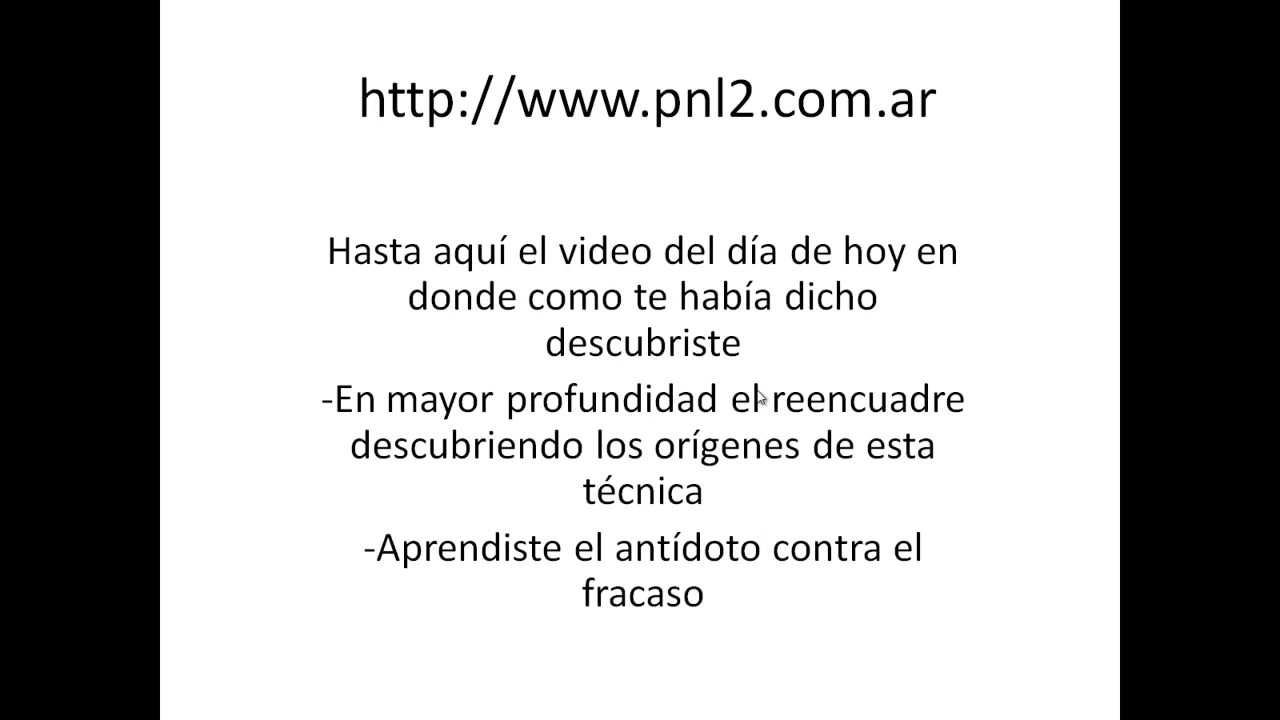 http://www.pnl2.com.ar
Hasta aquí el video del día de hoy en
donde como te había dicho
descubriste
-En mayor profundidad el reencuadre
descubriendo los orígenes de esta
técnica
-Aprendiste el antídoto contra el
fracaso